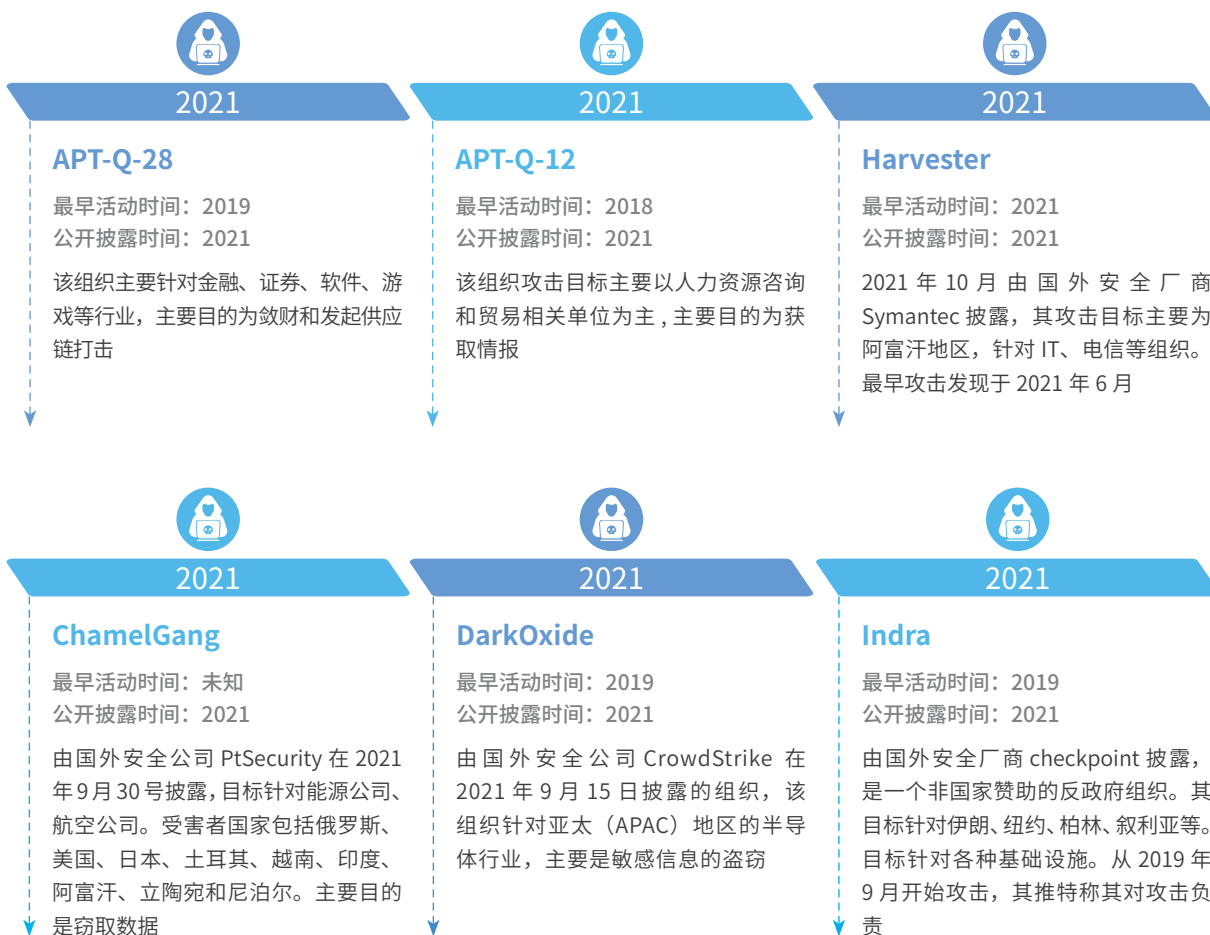 2021
APT-Q-28
最早活动时间：2019
公开披露时间：2021
该组织主要针对金融、证券、软件、游
戏等行业，主要目的为敛财和发起供应
链打击
2021
APT-Q-12
最早活动时间：2018
公开披露时间：2021
该组织攻击目标主要以人力资源咨询
和贸易相关单位为主 , 主要目的为获
取情报
2021
Harvester
最早活动时间：2021
公开披露时间：2021
2021 年 10 月由国外安全厂商
Symantec 披露，其攻击目标主要为
阿富汗地区，针对 IT、电信等组织。
最早攻击发现于 2021 年 6 月
2021
ChamelGang
最早活动时间：未知
公开披露时间：2021
由国外安全公司 PtSecurity 在 2021
年 9 月 30 号披露，目标针对能源公司、
航空公司。受害者国家包括俄罗斯、
美国、日本、土耳其、越南、印度、
阿富汗、立陶宛和尼泊尔。主要目的
是窃取数据
2021
DarkOxide
最早活动时间：2019
公开披露时间：2021
由国外安全公司 CrowdStrike 在
2021 年 9 月 15 日披露的组织，该
组织针对亚太（APAC）地区的半导
体行业，主要是敏感信息的盗窃
2021
Indra
最早活动时间：2019
公开披露时间：2021
由国外安全厂商 checkpoint 披露，
是一个非国家赞助的反政府组织。其
目标针对伊朗、纽约、柏林、叙利亚等。
目标针对各种基础设施。从 2019 年
9 月开始攻击，其推特称其对攻击负
责